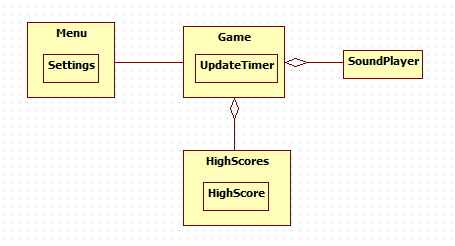 Menu
Settings
Game
UpdateTimer
SoundPlayer
HighScores
HighScore